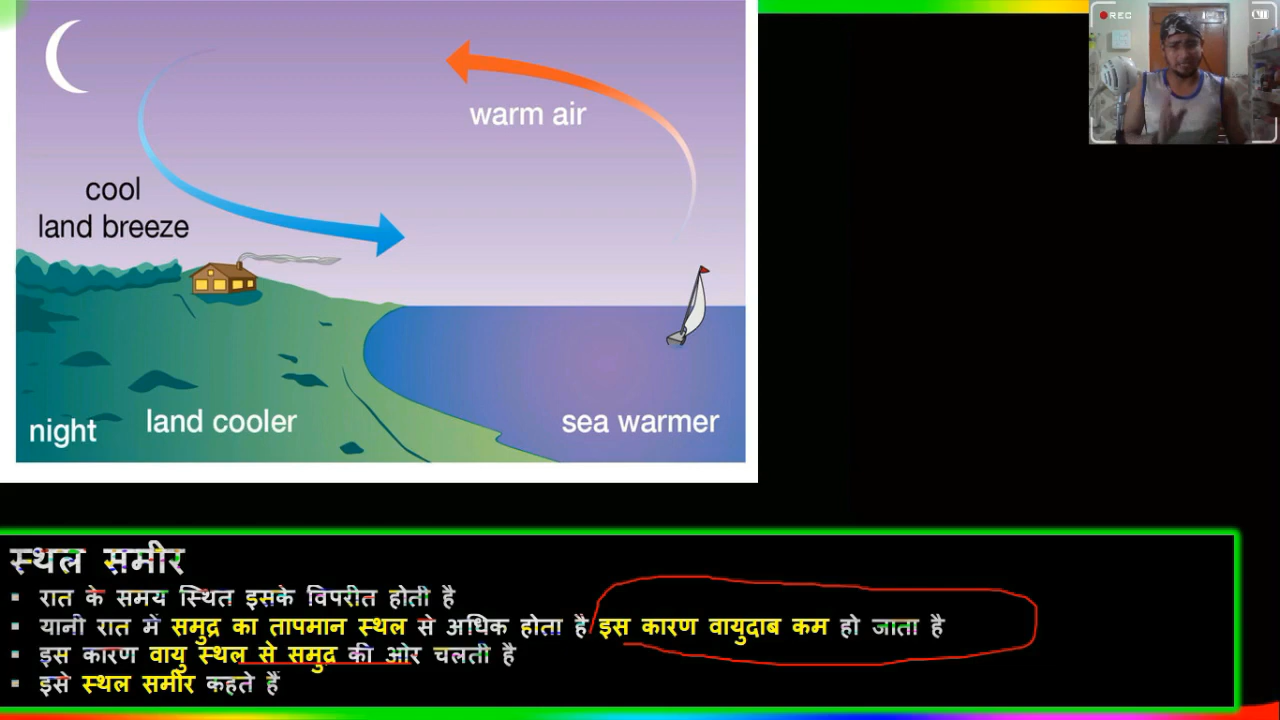 REC
warm air
cool
land breeze
night
land cooler
sea warmer
स्थल समीर
▪ रात के समय स्थित इसके विपरीत होती है
▪ यानी रात में समुद्र का तापमान स्थल से अधिक होता है इस कारण वायुदाब कम हो जाता है
▪ इस कारण वायु स्थल से समुद्र की ओर चलती है
▪ इसे स्थल समीर कहते हैं